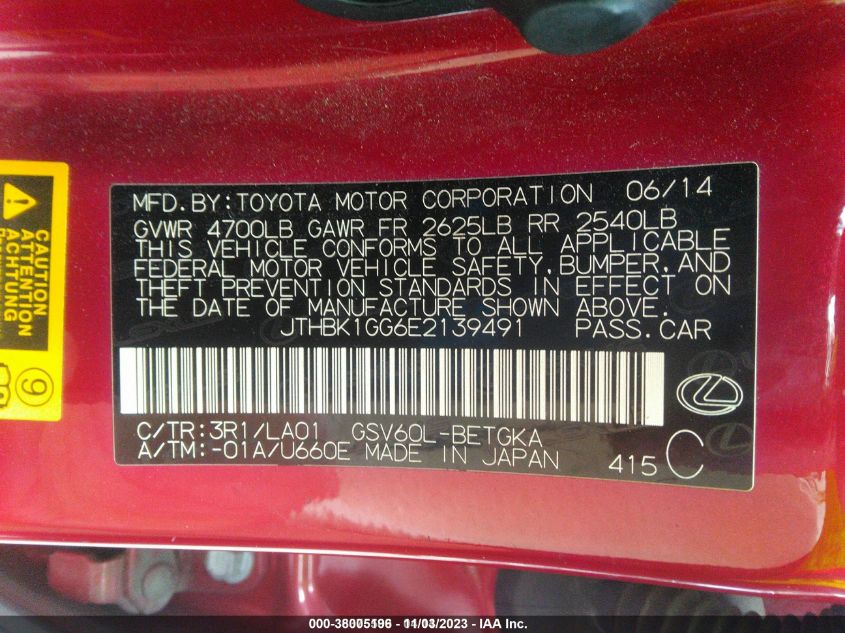 MFD.BY:TOYOTA MOTOR CORPORATION 06/14
GVWR 4700LB GAWR FR 2625LB RR 2540LB
THIS VEHICLE CONFORMS TO ALL APPLICABLE
FEDERAL MOTOR VEHICLE SAFETY,BUMPER,AND
THEFT PREVENTION STANDARDS IN EFFECT ON
THE DATE OF MANUFACTURE SHOWN ABOVE.
JTHBK1GG6E2139491 PASS.CAR
C/TR:3R1/LA01 GSV60L-BETGKA
A/TM:-01A/U660E MADE IN JAPAN 415 C
CAUTION
ATTENTION
ACHTUNG
9
000-38005196 - 11/03/2023 - IAA Inc.